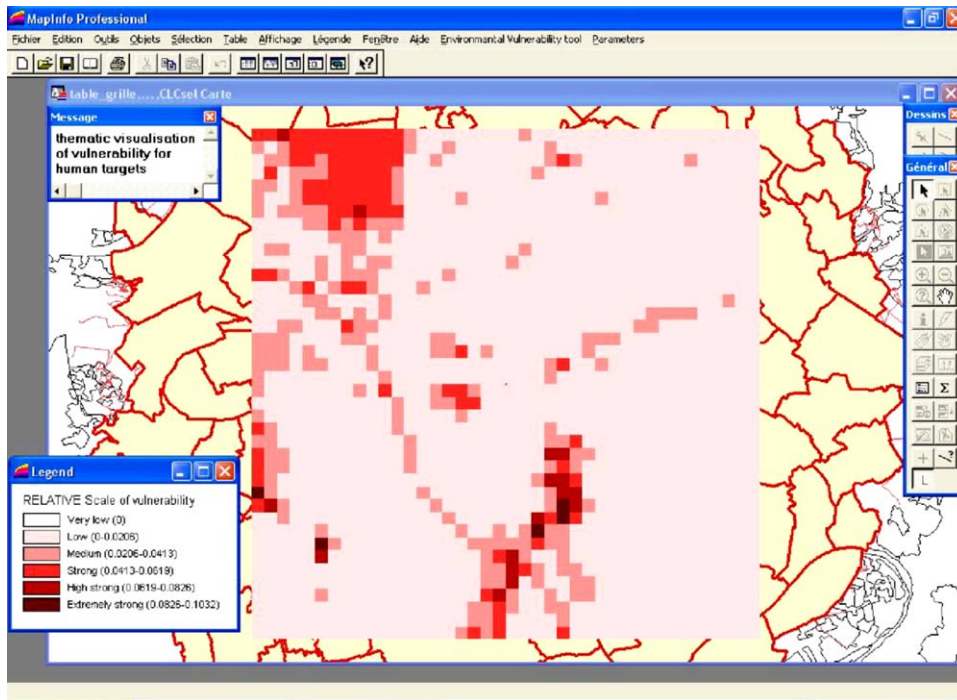 MapInfo Professional
Fichier Edition Outils Objets Sélection Table Affichage Légende Fenêtre Aide Environmantal Vulnerability tool Parameters
table_grille,....,CLCsel Carte
Message
thematic visualisation
of vulnerability for
human targets
Dessins
Général
Legend
RELATIVE Scale of vulnerability
Very low (0)
Low (0-0.0206)
Medium (0.0206-0.0413)
Strong (0.0413-0.0619)
High strong (0.0619-0.0826)
Extremely strong (0.0826-0.1032)